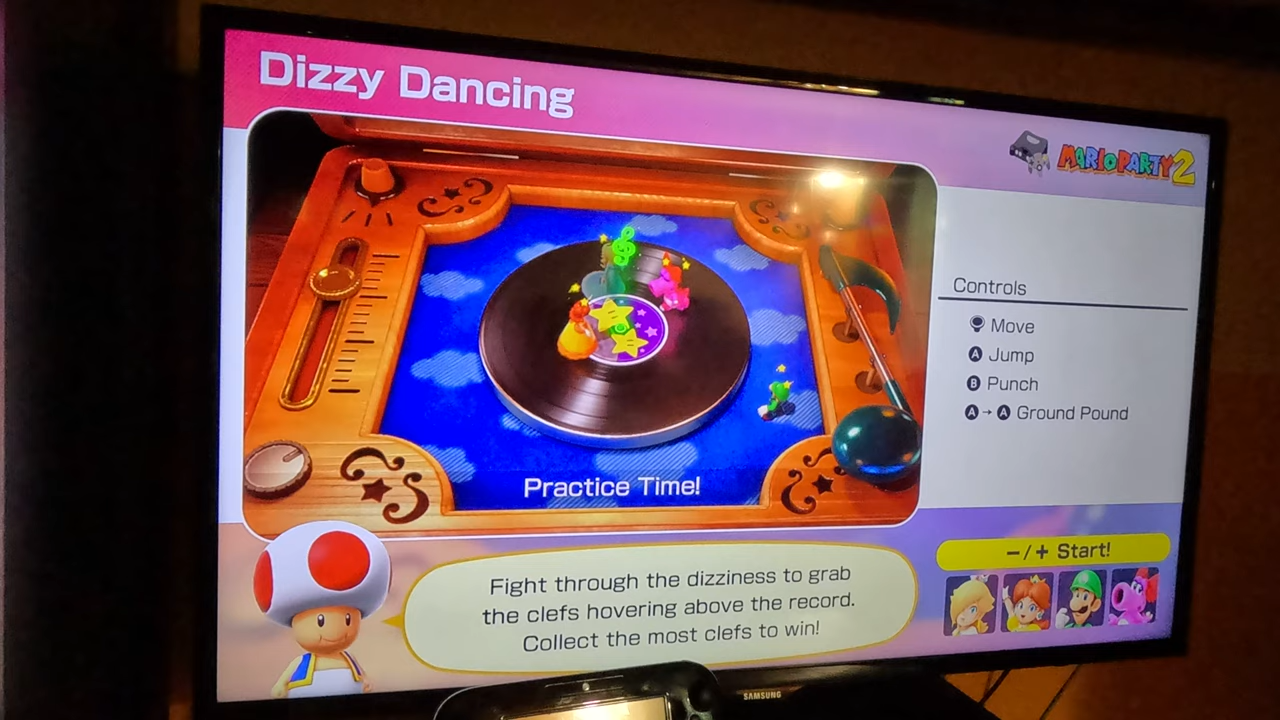 Dizzy Dancing
MARIO PARTY 2
Controls
Move
A Jump
B Punch
A → A Ground Pound
Practice Time!
Fight through the dizziness to grab
the clefs hovering above the record.
Collect the most clefs to win!
−/+ Start!
SAMSUNG